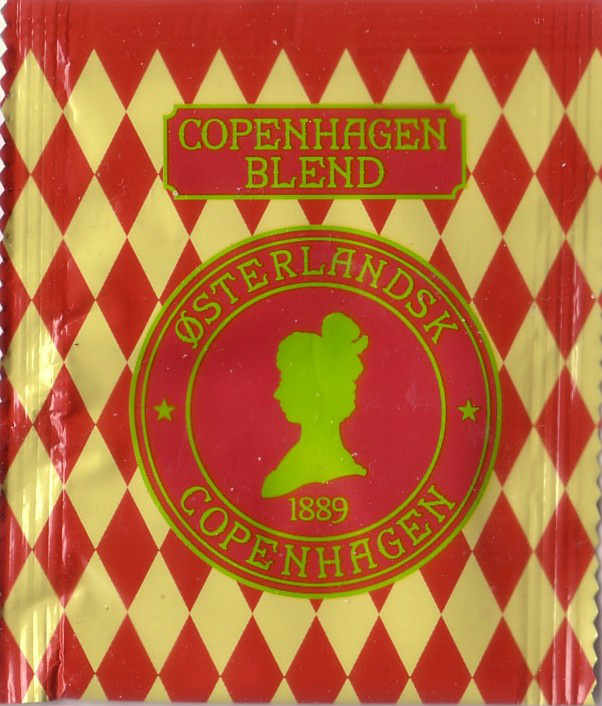 COPENHAGEN
BLEND
ØSTERLANDSK
1889
COPENHAGEN